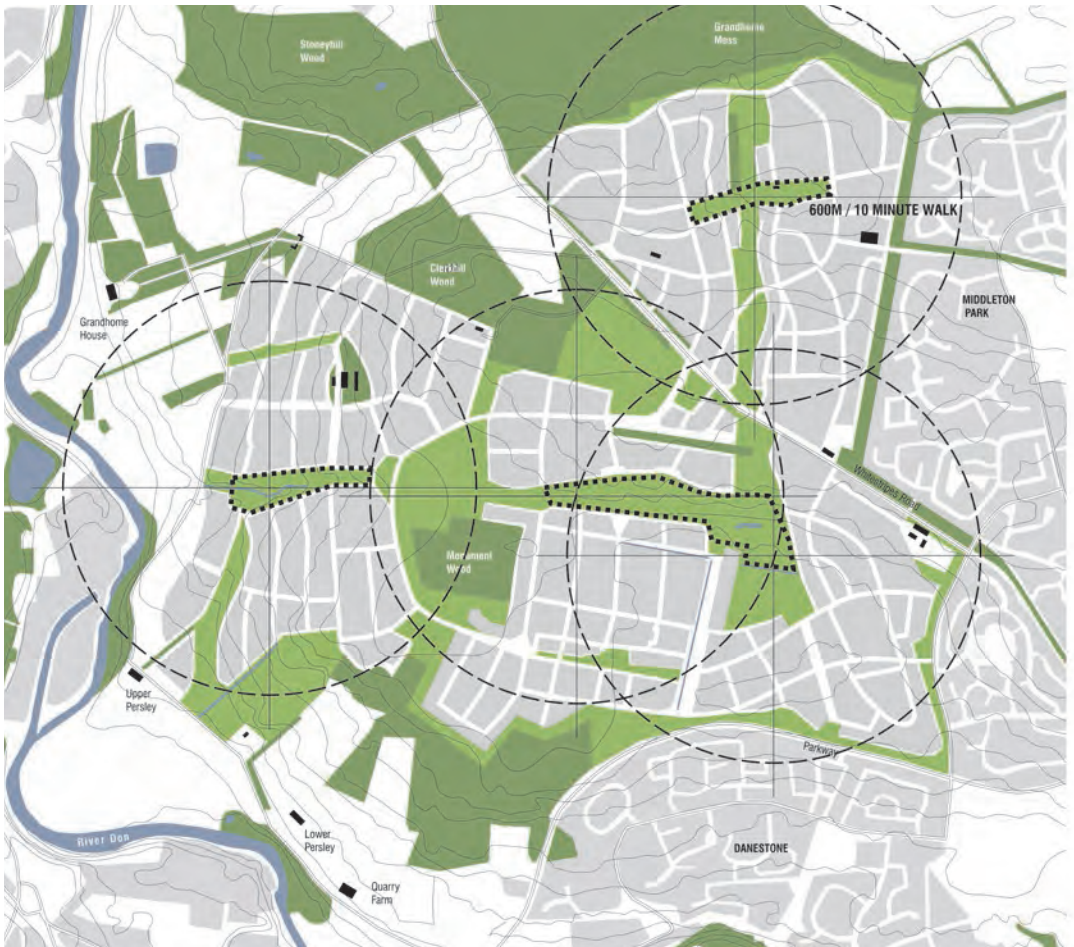 Grandhome
Moss
Stoneyhill
Wood
600M / 10 MINUTE WALK
Clerkhill
Wood
MIDDLETON
PARK
Grandhome
House
Whitestripes Road
Monument
Wood
Upper
Persley
Parkway
Lower
Persley
River Don
DANESTONE
Quarry
Farm